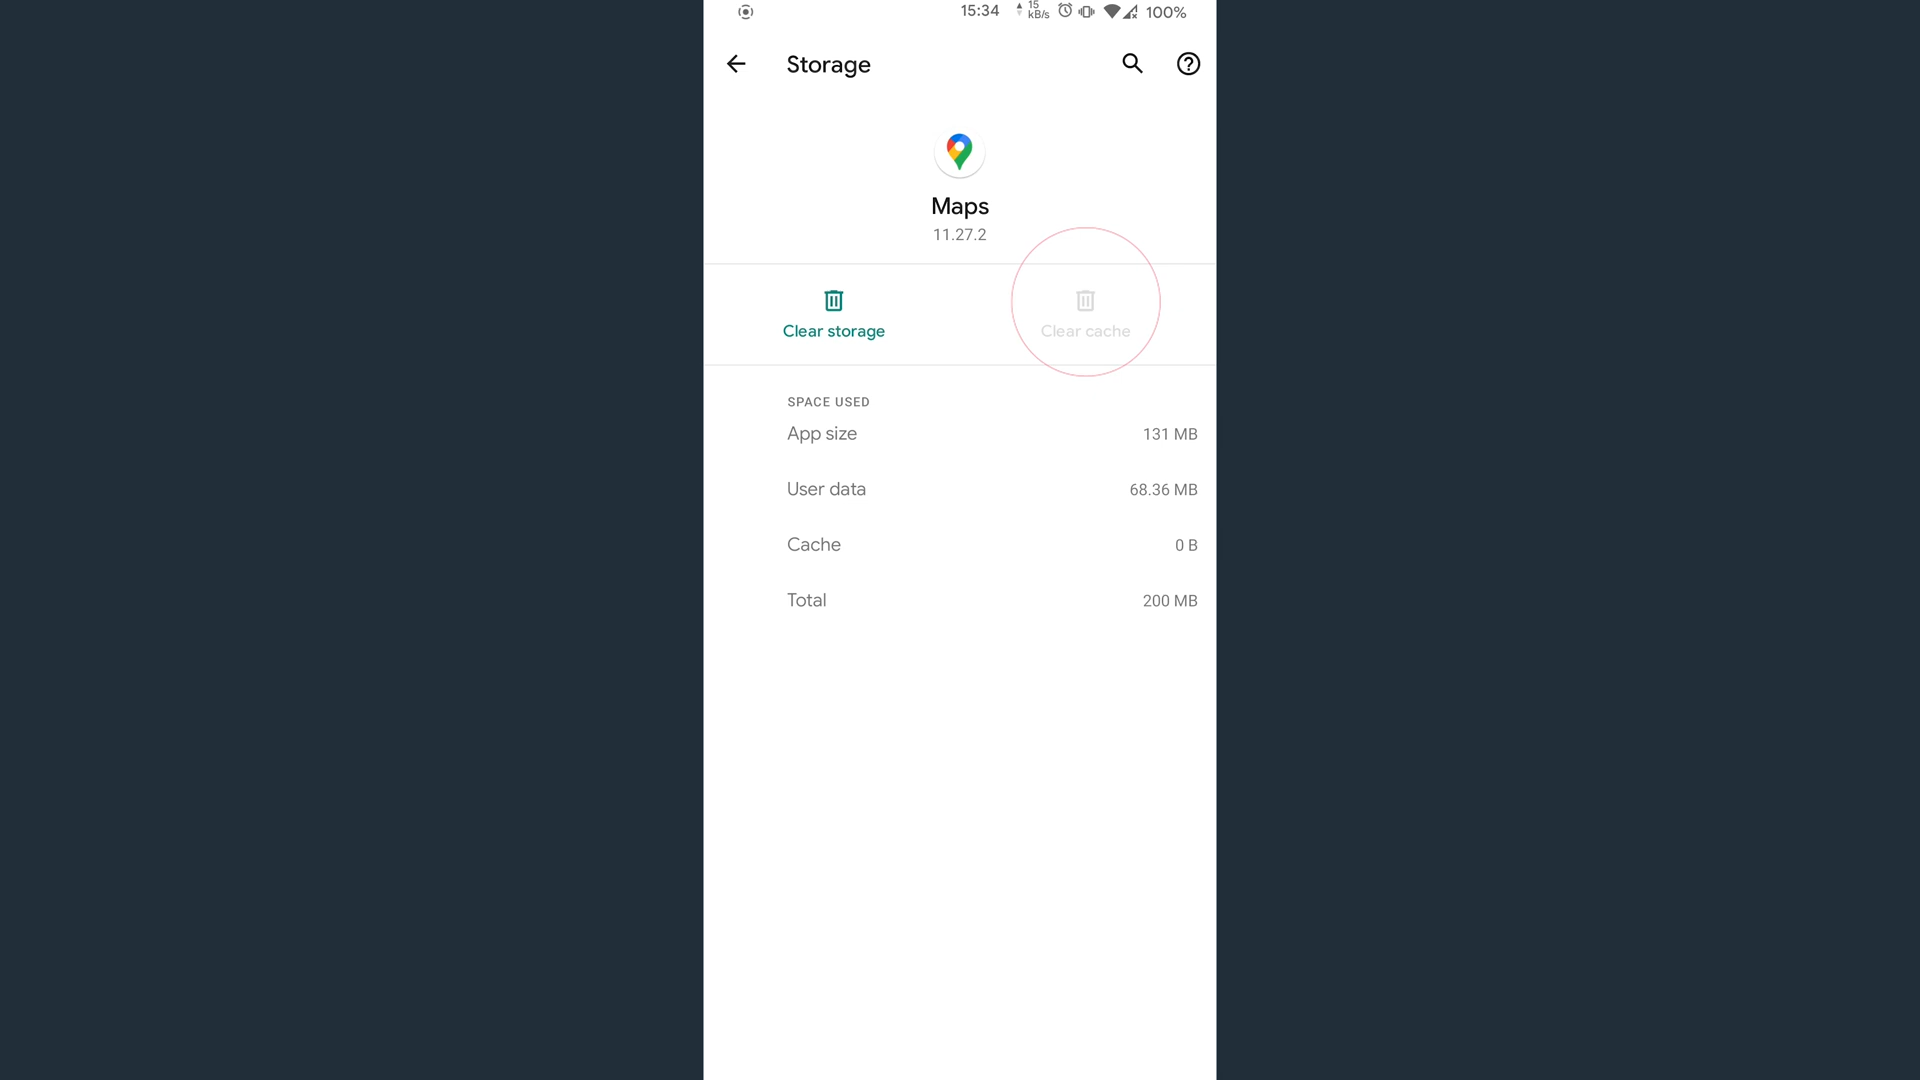 15:34 15 kB/s 100%
Storage
Maps
11.27.2
Clear storage Clear cache
SPACE USED
App size 131 MB
User data 68.36 MB
Cache 0 B
Total 200 MB